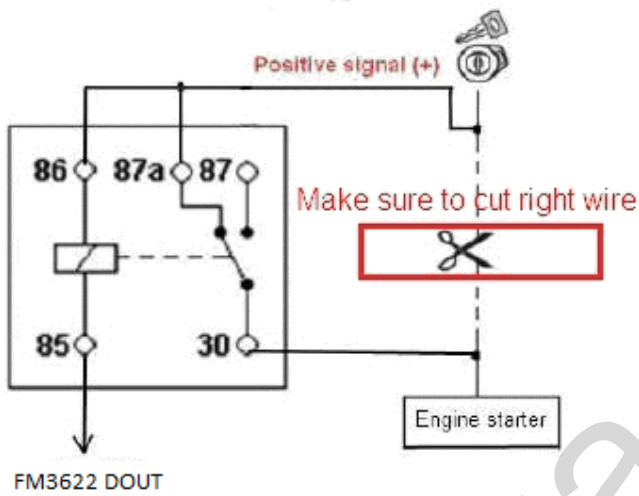 Positive signal (+)
86 87a 87
Make sure to cut right wire
85 30
Engine starter
FM3622 DOUT